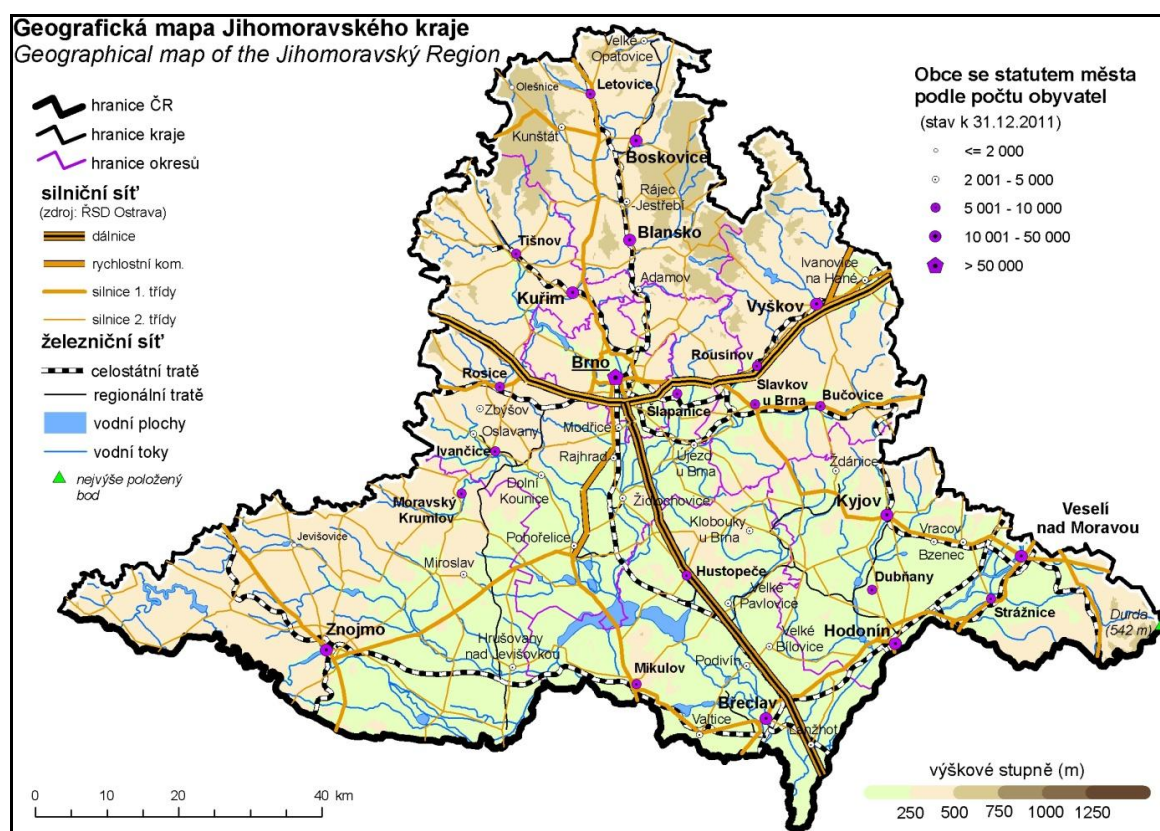 Geografická mapa Jihomoravského kraje
Geographical map of the Jihomoravský Region
hranice ČR
hranice kraje
hranice okresů
silniční síť
(zdroj: ŘSD Ostrava)
dálnice
rychlostní kom.
silnice 1. třídy
silnice 2. třídy
železniční síť
celostátní tratě
regionální tratě
vodní plochy
vodní toky
nejvýše položený
bod
Obce se statutem města
podle počtu obyvatel
(stav k 31.12.2011)
<= 2 000
2 001 - 5 000
5 001 - 10 000
10 001 - 50 000
> 50 000
Velké
Opatovice
Olešnice
Letovice
Kunštát
Boskovice
Rájec
-Jestřebí
Blansko
Tišnov
Adamov
Ivanovice
na Hané
Kuřim
Vyškov
Brno
Rousínov
Rosice
Slavkov
u Brna
Bučovice
Šlapanice
Zbýšov
Oslavany
Modřice
Ivančice
Rajhrad
Újezd
u Brna
Ždánice
Dolní
Kounice
Moravský
Krumlov
Židlochovice
Kyjov
Veselí
nad Moravou
Klobouky
u Brna
Vracov
Bzenec
Jevišovice
Pohořelice
Miroslav
Hustopeče
Dubňany
Velké
Pavlovice
Strážnice
Durda
(542 m)
Znojmo
Hrušovany
nad Jevišovkou
Velké
Bílovice
Hodonín
Mikulov
Podivín
Břeclav
Valtice
Lanžhot
0 10 20 40 km
výškové stupně (m)
250 500 750 1000 1250